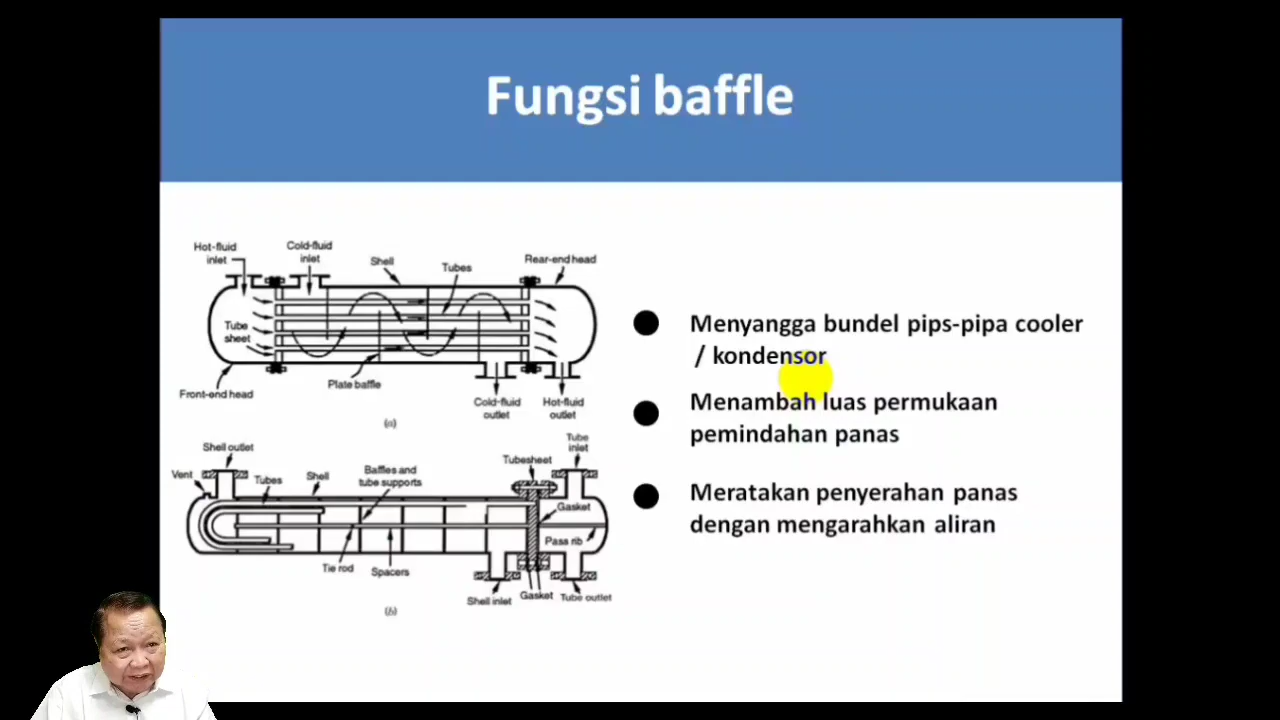 Fungsi baffle
Hot-fluid
inlet
Cold-fluid
inlet
Shell
Tubes
Rear-end head
Tube
sheet
Front-end head
Plate baffle
Cold-fluid
outlet
Hot-fluid
outlet
(a)
Shell outlet
Vent
Tubes
Shell
Baffles and
tube supports
Tubesheet
Tube
inlet
Gasket
Pass rib
Tie rod
Spacers
Shell inlet
Gasket
Tube outlet
(b)
Menyangga bundel pips-pipa cooler
/ kondensor
Menambah luas permukaan
pemindahan panas
Meratakan penyerahan panas
dengan mengarahkan aliran